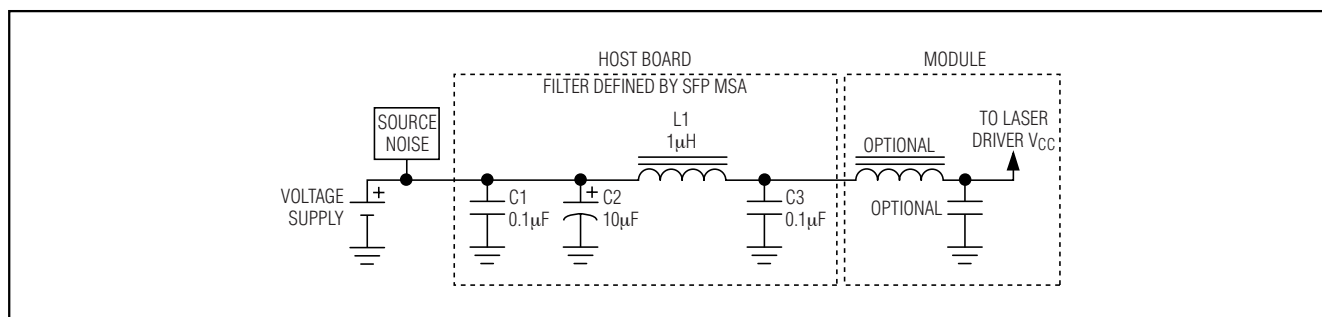 HOST BOARD
MODULE
FILTER DEFINED BY SFP MSA
SOURCE
NOISE
L1
1μH
OPTIONAL
TO LASER
DRIVER VCC
VOLTAGE
SUPPLY
+
C1
0.1μF
+
C2
10μF
C3
0.1μF
OPTIONAL